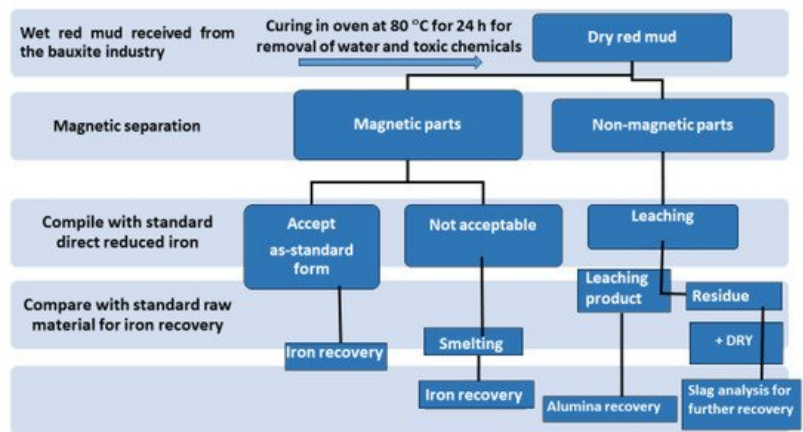 Wet red mud received from
the bauxite industry
Curing in oven at 80 °C for 24 h for
removal of water and toxic chemicals
Dry red mud
Magnetic separation
Magnetic parts
Non-magnetic parts
Compile with standard
direct reduced iron
Accept
as-standard
form
Not acceptable
Leaching
Compare with standard raw
material for iron recovery
Leaching
product
Residue
Iron recovery
Smelting
+ DRY
Iron recovery
Alumina recovery
Slag analysis for
further recovery